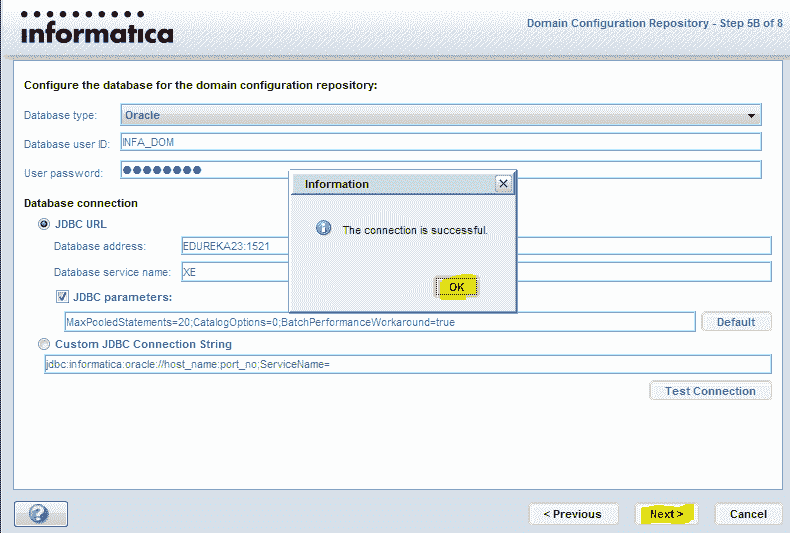 informatica
Domain Configuration Repository - Step 5B of 8
Configure the database for the domain configuration repository:
Database type: Oracle
Database user ID: INFA_DOM
User password: ●●●●●●●●
Information
The connection is successful.
OK
Database connection
JDBC URL
Database address: EDUREKA23:1521
Database service name: XE
JDBC parameters:
MaxPooledStatements=20;CatalogOptions=0;BatchPerformanceWorkaround=true Default
Custom JDBC Connection String
jdbc:informatica:oracle://host_name:port_no;ServiceName=
Test Connection
? < Previous Next > Cancel